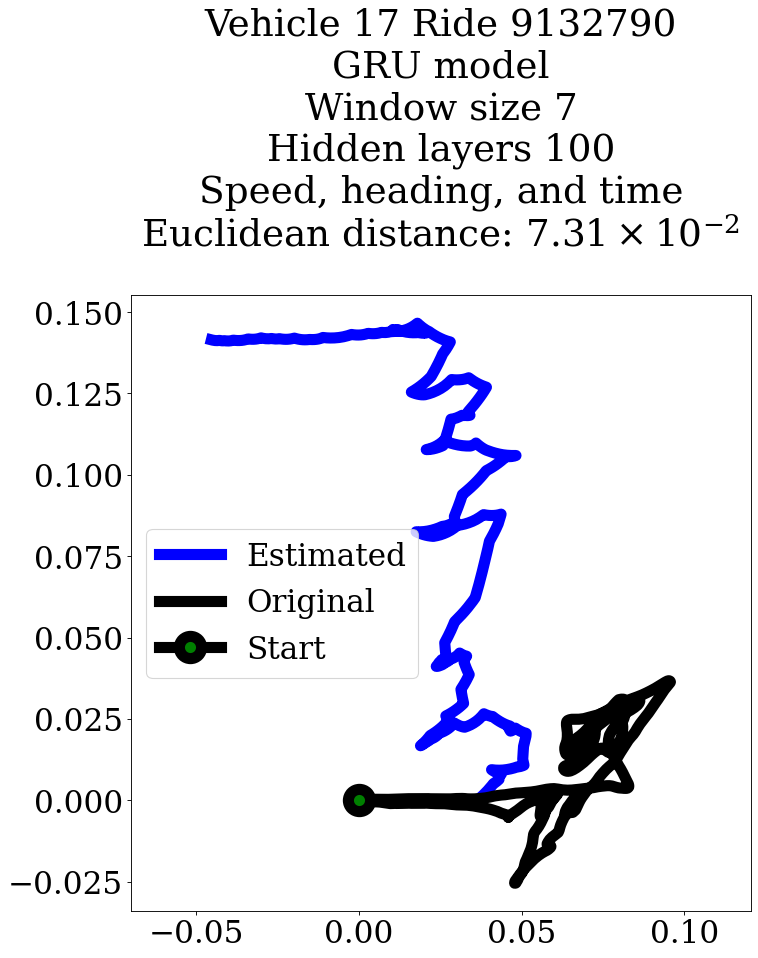 Vehicle 17 Ride 9132790
GRU model
Window size 7
Hidden layers 100
Speed, heading, and time
Euclidean distance: 7.31 × 10⁻²
0.150
0.125
0.100
0.075
0.050
0.025
0.000
−0.025
Estimated
Original
Start
−0.05
0.00
0.05
0.10